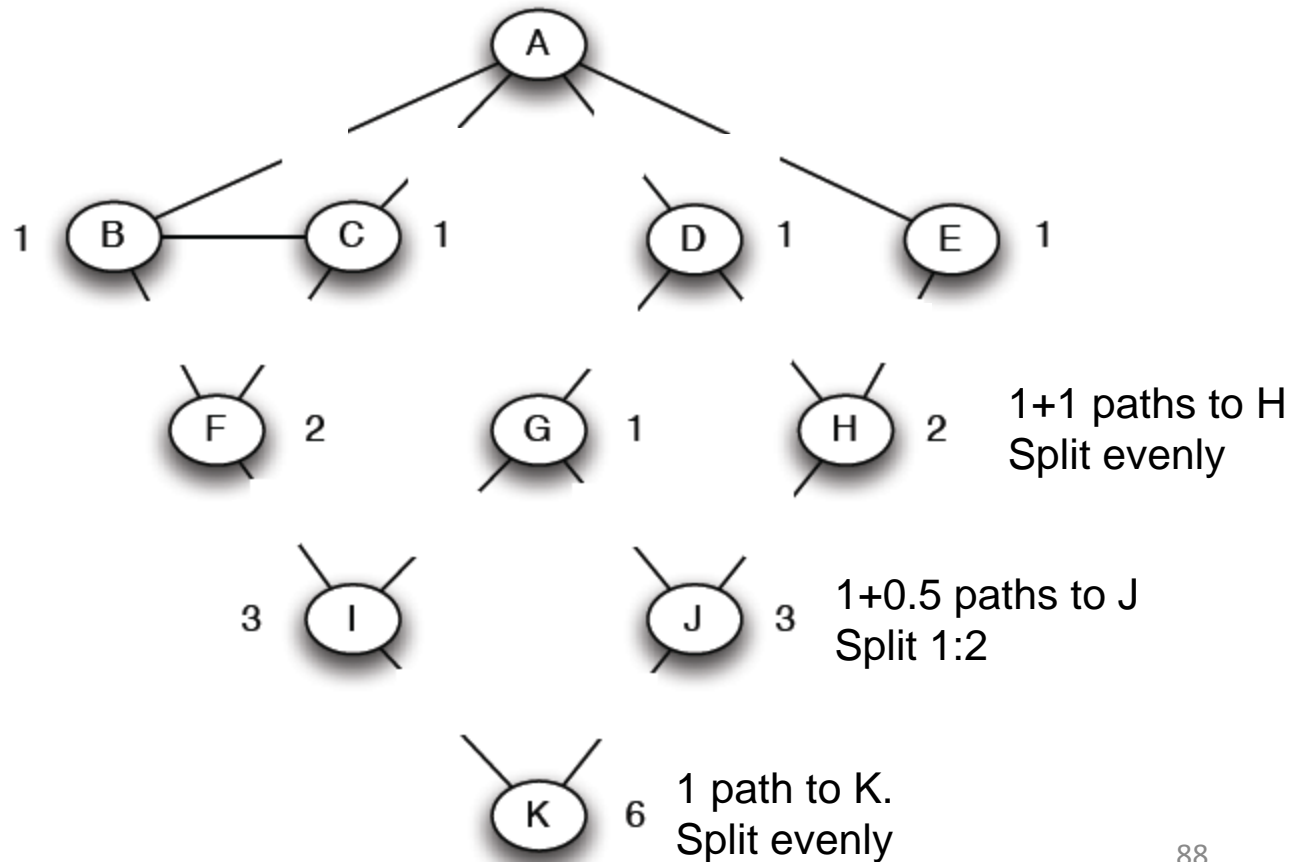 A
1 B C 1 D 1 E 1
F 2 G 1 H 2
1+1 paths to H
Split evenly
3 I J 3
1+0.5 paths to J
Split 1:2
K 6
1 path to K.
Split evenly
88